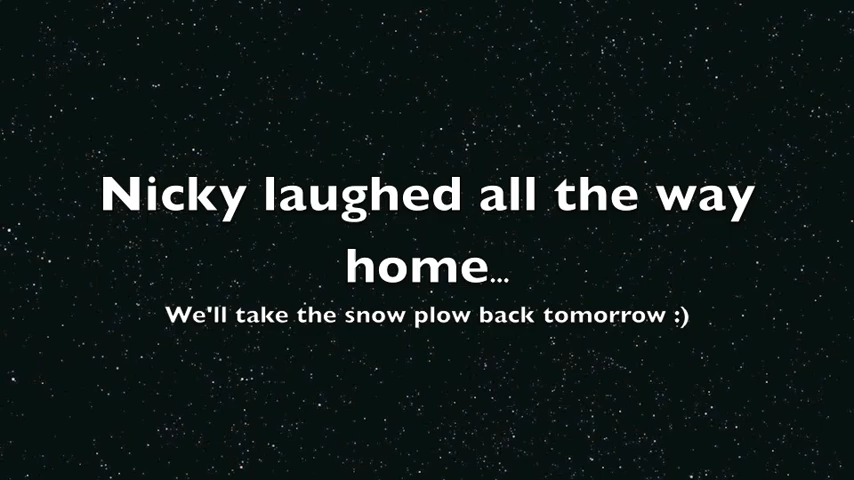 Nicky laughed all the way
home...
We'll take the snow plow back tomorrow :)